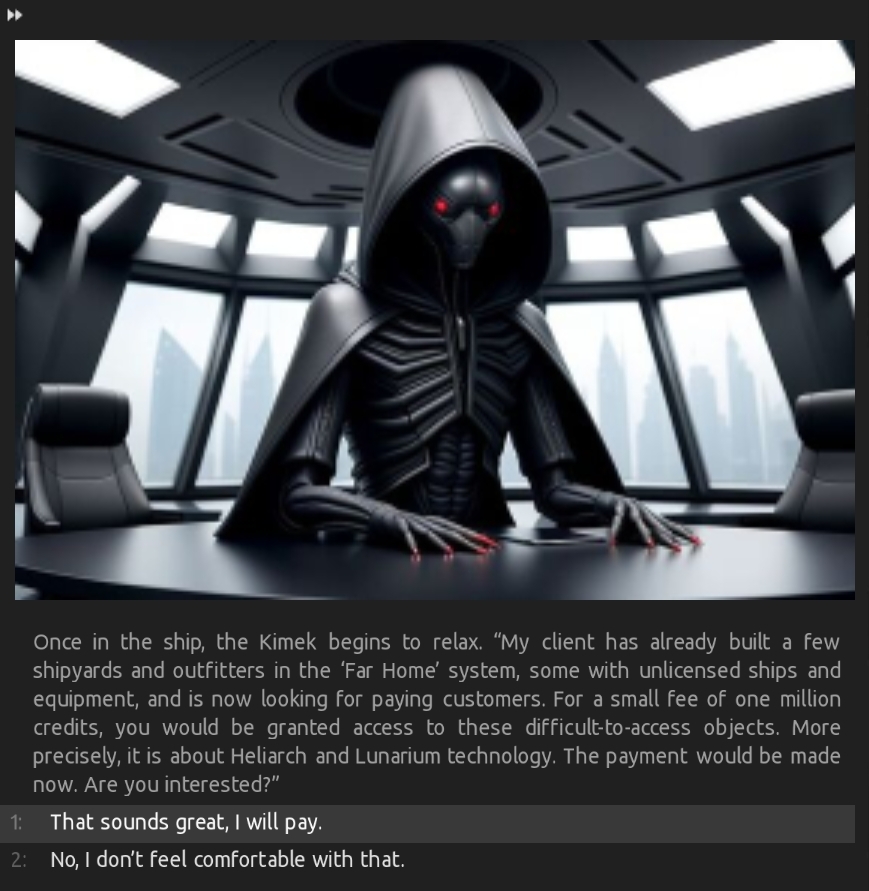 Once in the ship, the Kimek begins to relax. “My client has already built a few
shipyards and outfitters in the ‘Far Home’ system, some with unlicensed ships and
equipment, and is now looking for paying customers. For a small fee of one million
credits, you would be granted access to these difficult-to-access objects. More
precisely, it is about Heliarch and Lunarium technology. The payment would be made
now. Are you interested?”
1: That sounds great, I will pay.
2: No, I don’t feel comfortable with that.